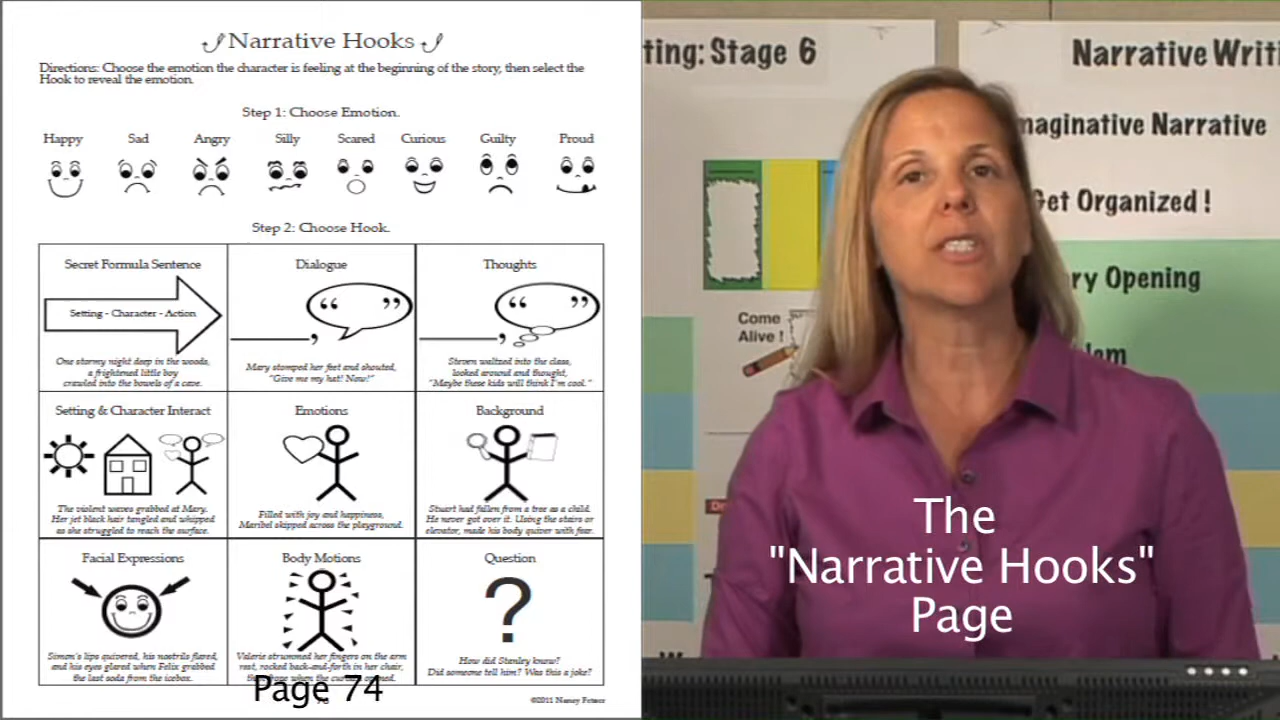 Narrative Hooks
Directions: Choose the emotion the character is feeling at the beginning of the story, then select the
Hook to reveal the emotion.
Step 1: Choose Emotion.
Happy Sad Angry Silly Scared Curious Guilty Proud
Step 2: Choose Hook.
Secret Formula Sentence Dialogue Thoughts
Setting - Character - Action
“ ”
“ ”
,
,
One stormy night deep in the woods,
a frightened little boy
crawled into the bowels of a cave.
Mary stomped her feet and shouted,
"Give me my hat! Now!"
Steven waltzed into the class,
looked around and thought,
"Maybe these kids will think I'm cool."
Setting & Character Interact Emotions Background
The violent waves grabbed at Mary.
Her jet black hair tangled and whipped
as she struggled to reach the surface.
Filled with joy and happiness,
Maribel skipped across the playground.
Stuart had fallen from a tree as a child.
He never got over it. Using the stairs or
elevator, made his body quiver with fear.
Facial Expressions Body Motions Question
?
Simon's lips quivered, his nostrils flared,
and his eyes glared when Felix grabbed
the last soda from the icebox.
Valerie strummed her fingers on the arm
rest, rocked back-and-forth in her chair,
How did Stanley know?
Did someone tell him? Was this a joke?
Page 74
©2011 Nancy Fetzer
ting: Stage 6
Narrative Writi
maginative Narrative
Get Organized !
ry Opening
Come
Alive !
lem
The
"Narrative Hooks"
Page